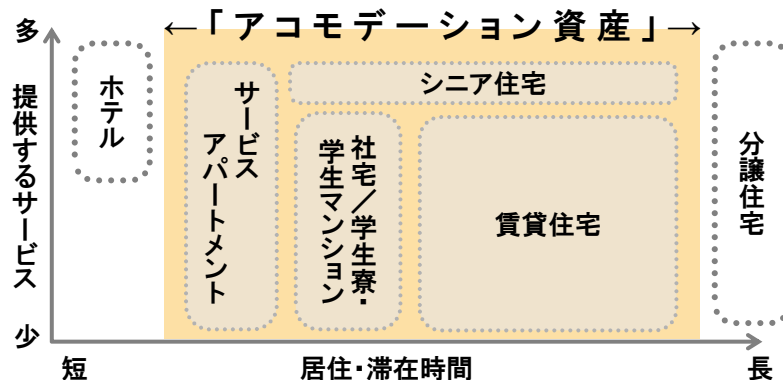 ←「アコモデーション資産」→
多
提供するサービス
少
ホテル
サービス
アパートメント
シニア住宅
社宅／学生寮・
学生マンション
賃貸住宅
分譲住宅
短
居住・滞在時間
長